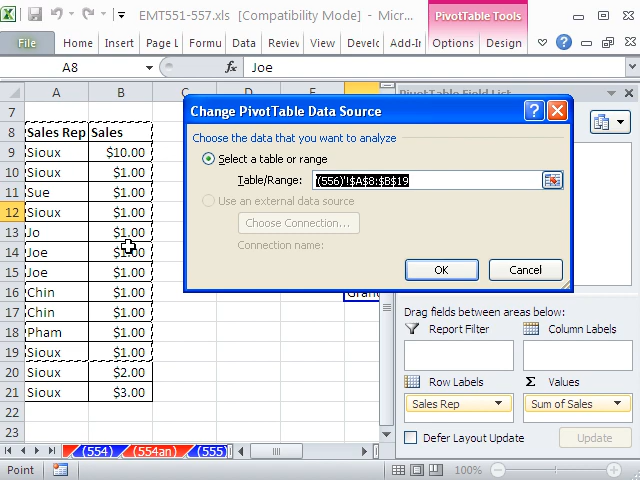 EMT551-557.xls [Compatibility Mode] - Micr...
PivotTable Tools
File Home Insert Page L Formu Data Reviev View Develo Add-Ir Options Design
A8 fx Joe
PivotTable Field List
A B C D E
7
8 Sales Rep Sales
9 Sioux $10.00
10 Sioux $1.00
11 Sue $1.00
12 Sioux $1.00
13 Jo $1.00
14 Joe $1.00
15 Joe $1.00
16 Chin $1.00
17 Chin $1.00
18 Pham $1.00
19 Sioux $1.00
20 Sioux $2.00
21 Sioux $3.00
22
23
Change PivotTable Data Source
Choose the data that you want to analyze
Select a table or range
Table/Range: '(556)'!$A$8:$B$19
Use an external data source
Choose Connection...
Connection name:
OK Cancel
Grand
Drag fields between areas below:
Report Filter Column Labels
Row Labels Σ Values
Sales Rep Sum of Sales
Defer Layout Update Update
(554) (554an) (555)
Point 100%